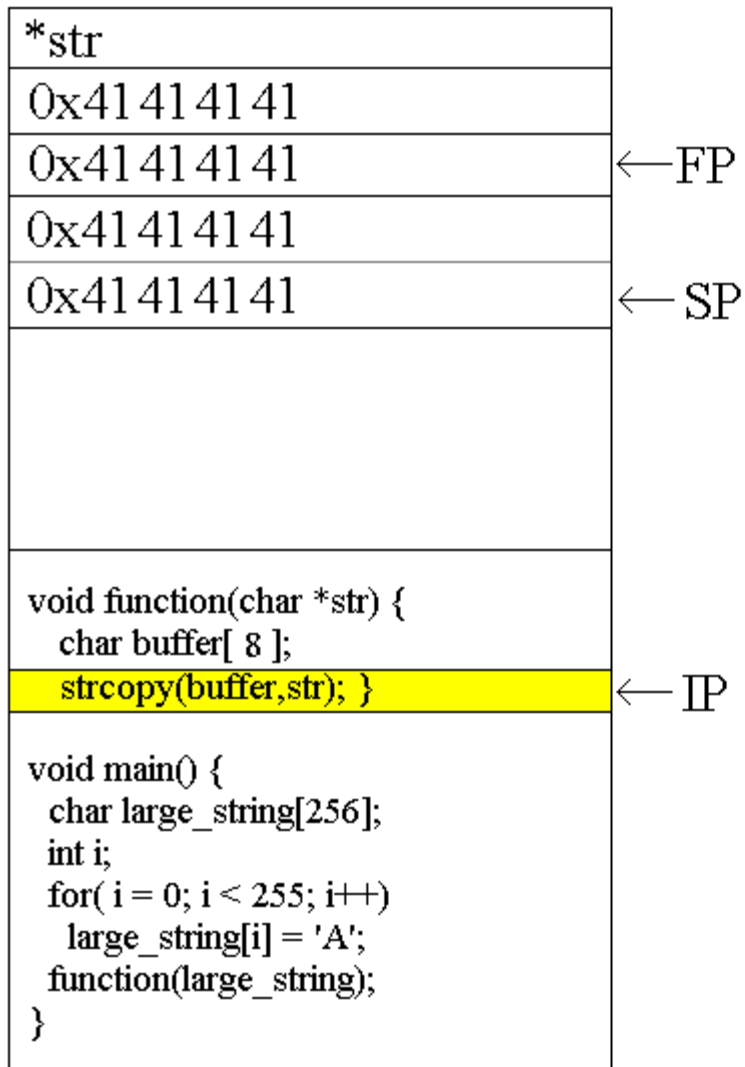 *str
0x41414141
0x41414141 ←FP
0x41414141
0x41414141 ← SP
void function(char *str) {
char buffer[ 8 ];
strcopy(buffer,str); } ← IP
void main() {
char large_string[256];
int i;
for( i = 0; i < 255; i++)
large_string[i] = 'A';
function(large_string);
}